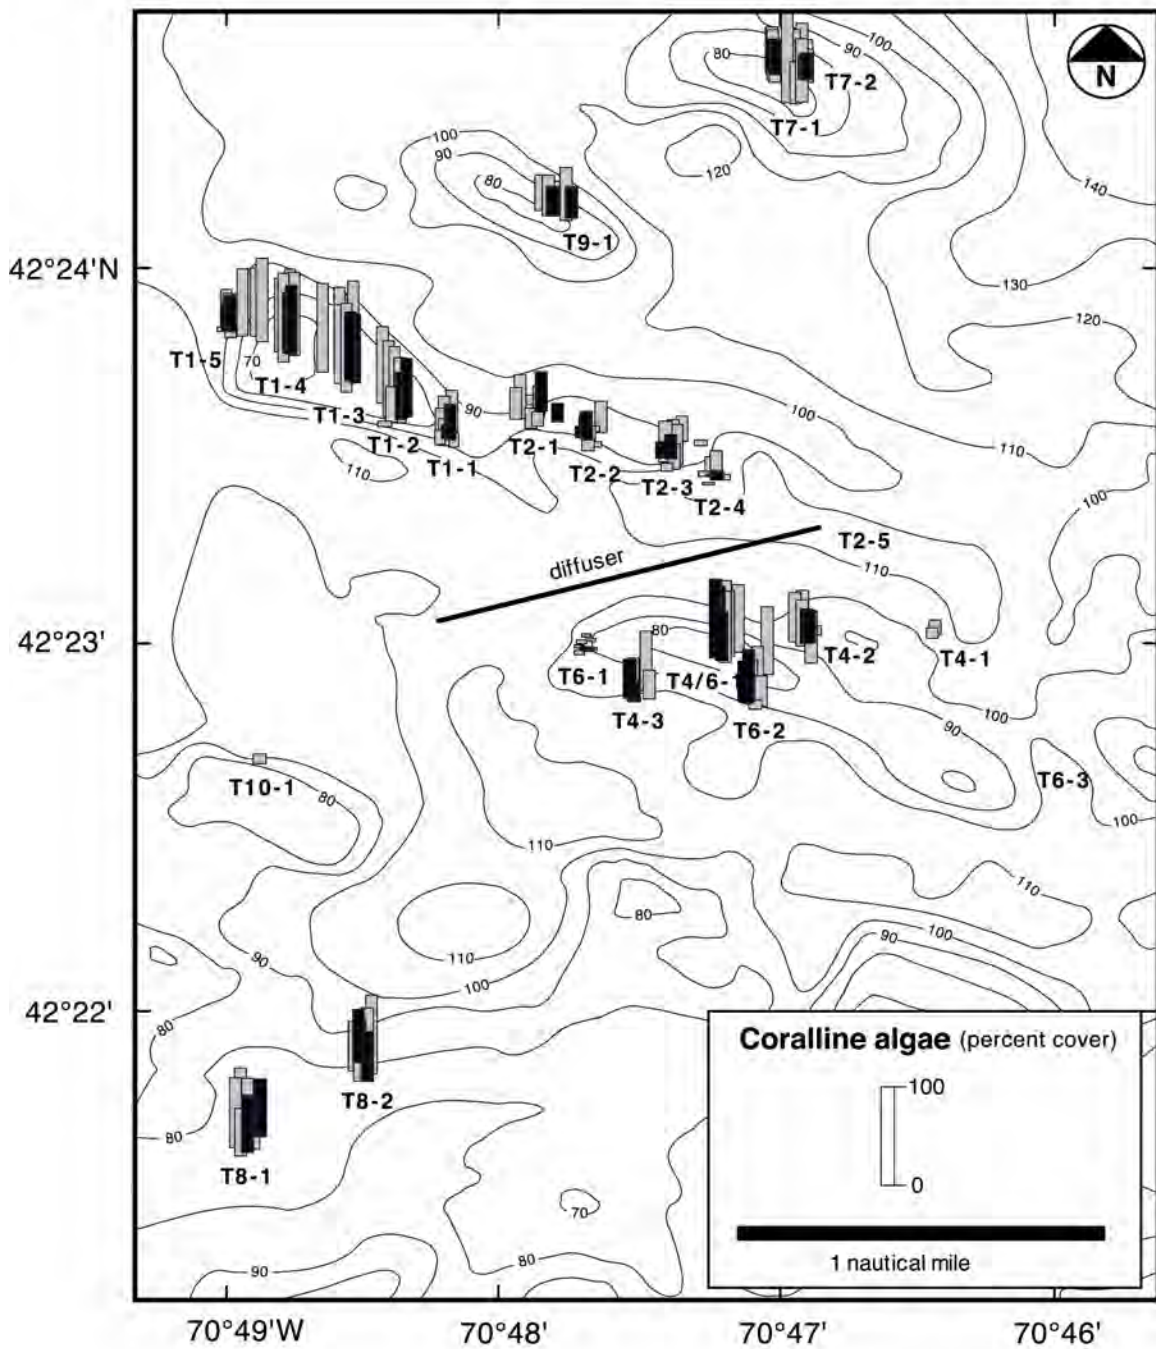 N
100
90
80
T7-2
T7-1
100
90
80
120
140
T9-1
42°24'N
130
120
T1-5
70
T1-4
T1-3
90
T1-2
T1-1
110
T2-1
T2-2
T2-3
T2-4
100
110
100
T2-5
diffuser
110
42°23'
80
T6-1
T4/6-1
T4-2
T4-1
T4-3
T6-2
100
90
T10-1
80
T6-3
100
110
110
80
90
110
100
100
90
42°22'
80
T8-2
80
T8-1
70
80
90
Coralline algae (percent cover)
100
0
1 nautical mile
70°49'W
70°48'
70°47'
70°46'